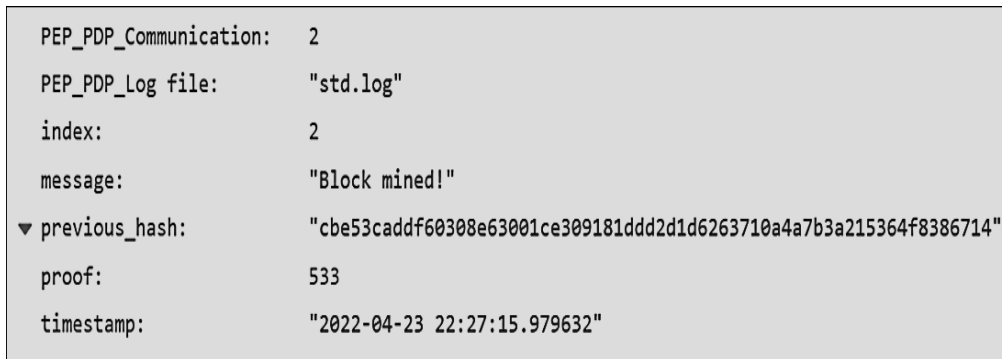 PEP_PDP_Communication: 2
PEP_PDP_Log file: "std.log"
index: 2
message: "Block mined!"
previous_hash: "cbe53caddf60308e63001ce309181ddd2d1d6263710a4a7b3a215364f8386714"
proof: 533
timestamp: "2022-04-23 22:27:15.979632"